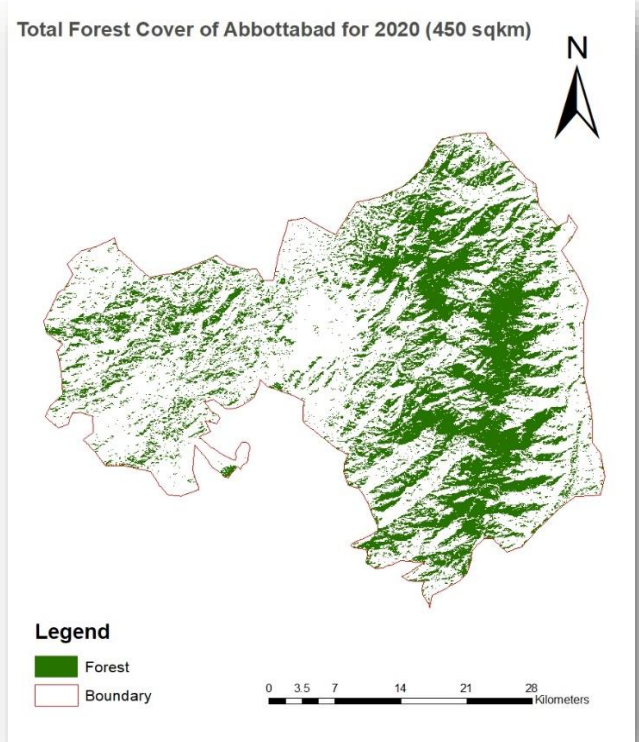 Total Forest Cover of Abbottabad for 2020 (450 sqkm)
N
Legend
Forest
Boundary
0 3.5 7 14 21 28
Kilometers